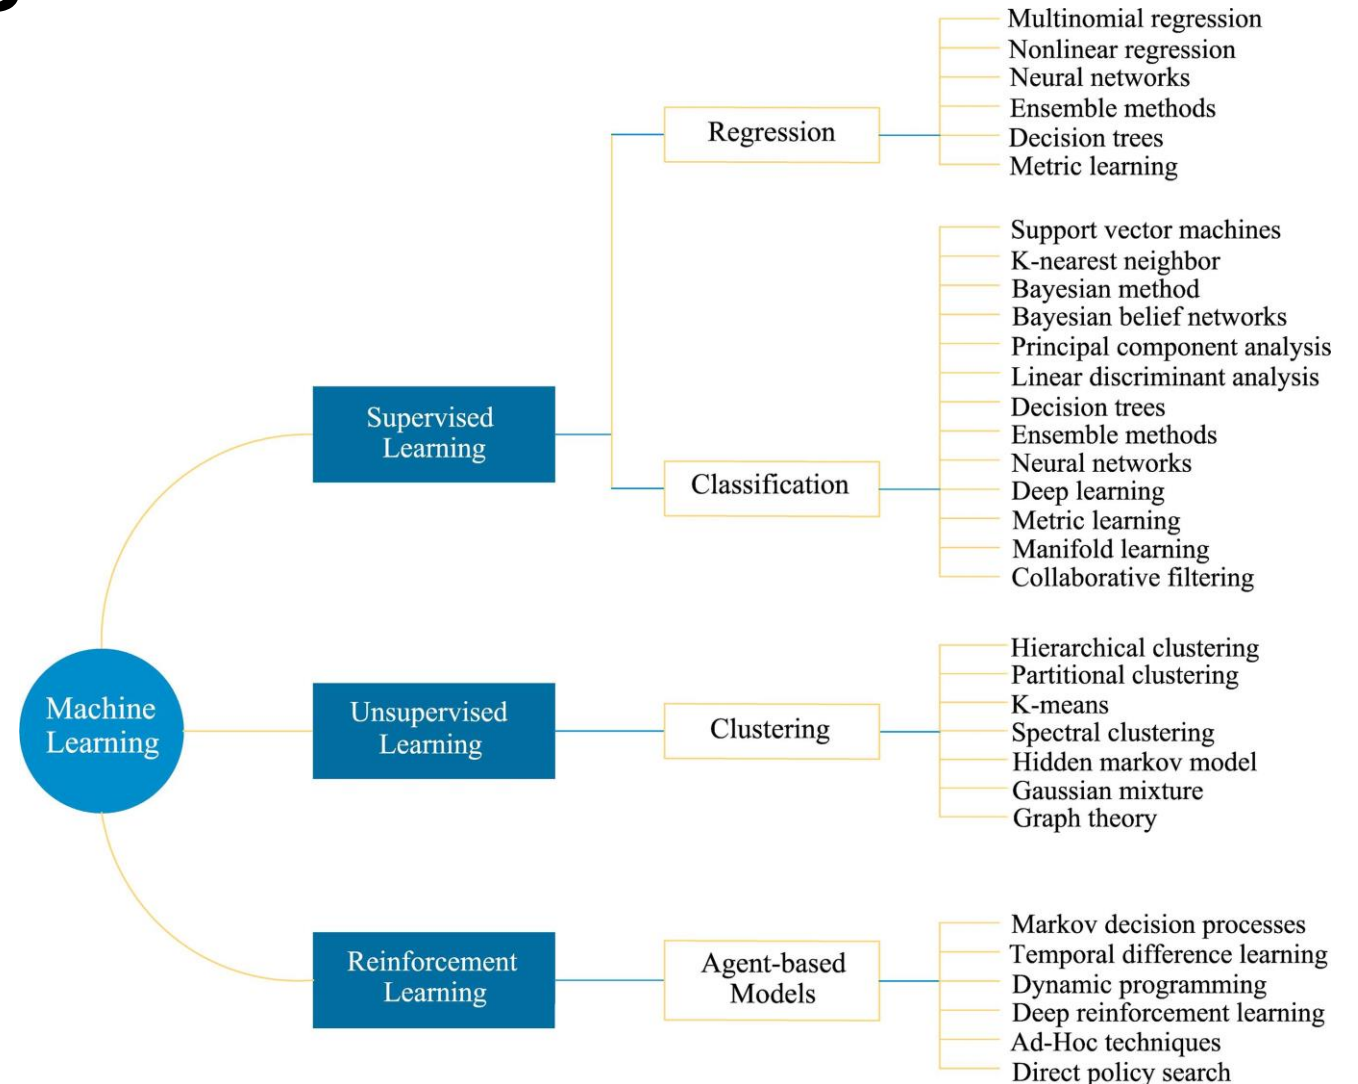 Multinomial regression
Nonlinear regression
Neural networks
Ensemble methods
Decision trees
Metric learning
Regression
Support vector machines
K-nearest neighbor
Bayesian method
Bayesian belief networks
Principal component analysis
Linear discriminant analysis
Decision trees
Ensemble methods
Neural networks
Deep learning
Metric learning
Manifold learning
Collaborative filtering
Classification
Supervised
Learning
Machine
Learning
Unsupervised
Learning
Clustering
Hierarchical clustering
Partitional clustering
K-means
Spectral clustering
Hidden markov model
Gaussian mixture
Graph theory
Reinforcement
Learning
Agent-based
Models
Markov decision processes
Temporal difference learning
Dynamic programming
Deep reinforcement learning
Ad-Hoc techniques
Direct policy search